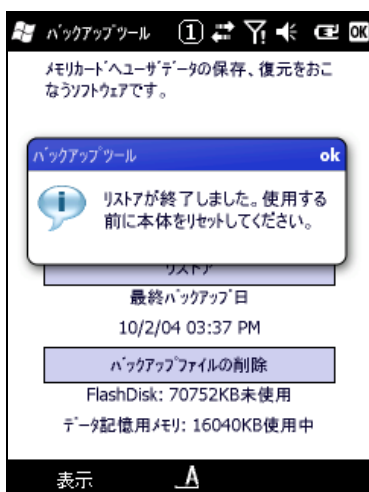 バックアップツール 1 OK
メモリカードへユーザデータの保存、復元をおこ
なうソフトウェアです。
バックアップツール ok
リストアが終了しました。使用する
前に本体をリセットしてください。
リストア
最終バックアップ日
10/2/04 03:37 PM
バックアップファイルの削除
FlashDisk: 70752KB未使用
データ記憶用メモリ: 16040KB使用中
表示 A